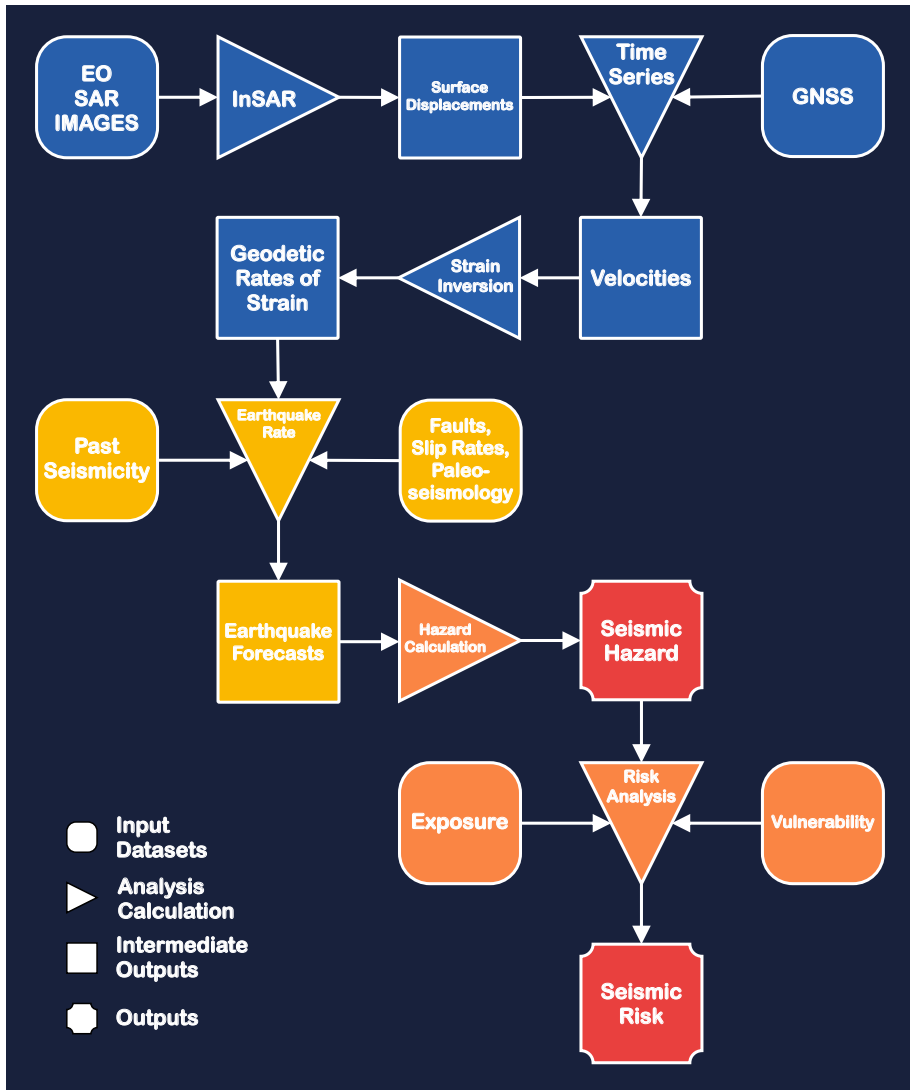 EO
SAR
IMAGES
InSAR
Surface
Displacements
Time
Series
GNSS
Geodetic
Rates of
Strain
Strain
Inversion
Velocities
Past
Seismicity
Earthquake
Rate
Faults,
Slip Rates,
Paleo-
seismology
Earthquake
Forecasts
Hazard
Calculation
Seismic
Hazard
Exposure
Risk
Analysis
Vulnerability
Seismic
Risk
Input
Datasets
Analysis
Calculation
Intermediate
Outputs
Outputs